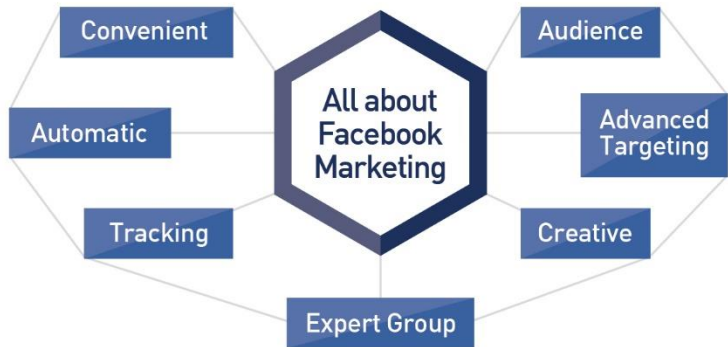 Convenient
Audience
All about
Facebook
Marketing
Automatic
Advanced
Targeting
Tracking
Creative
Expert Group